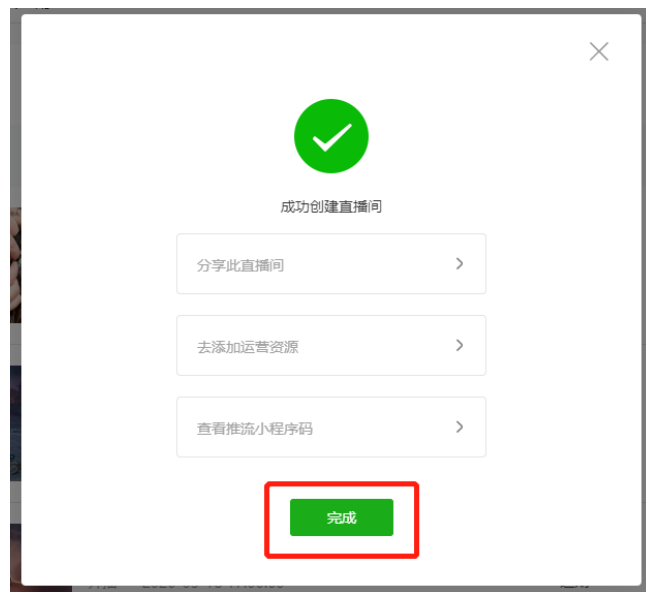 成功创建直播间
分享此直播间
去添加运营资源
查看推流小程序码
完成